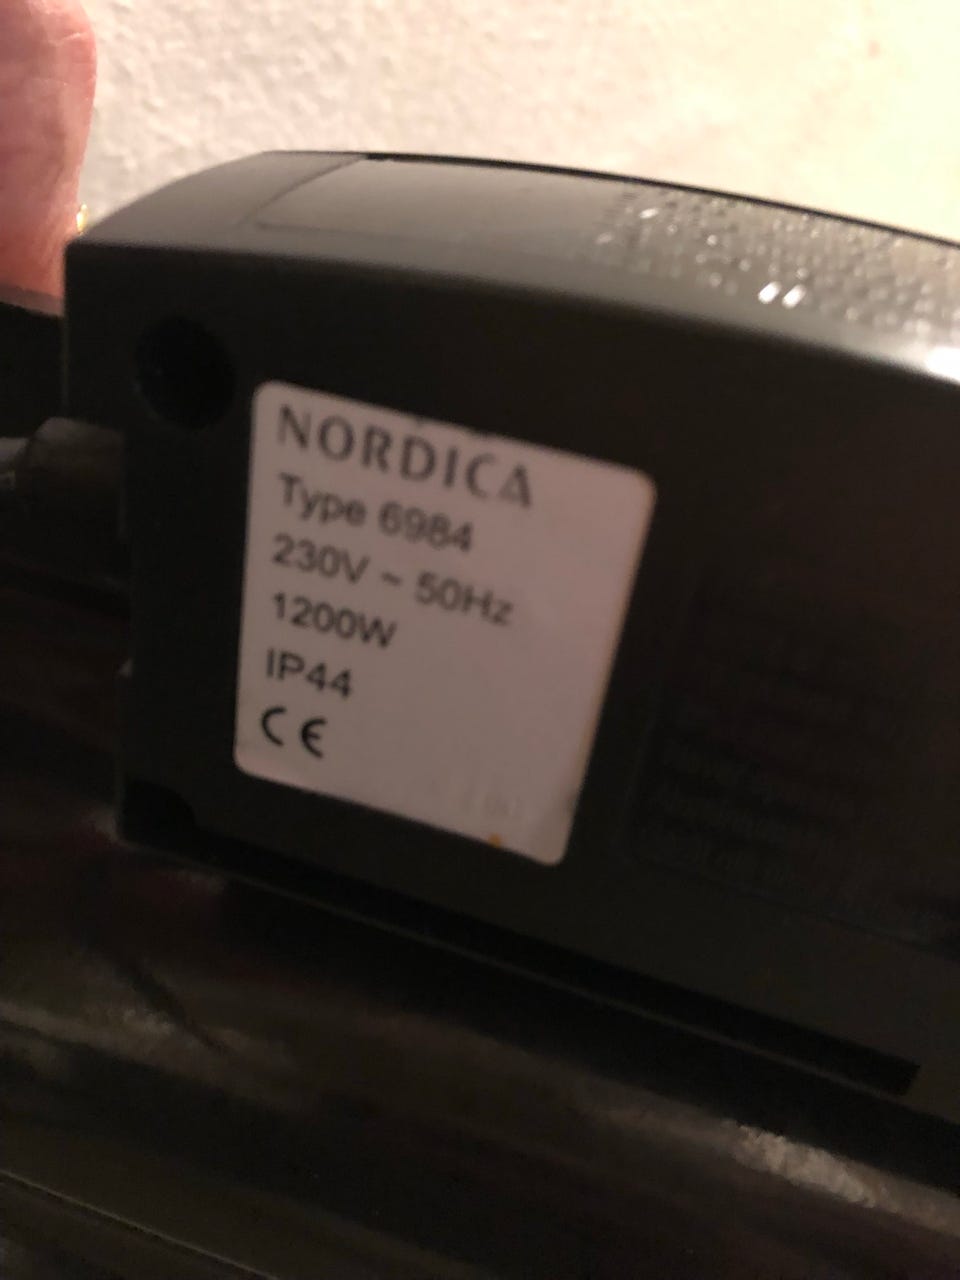 NORDICA
Type 6984
230V ~ 50Hz
1200W
IP44
CE